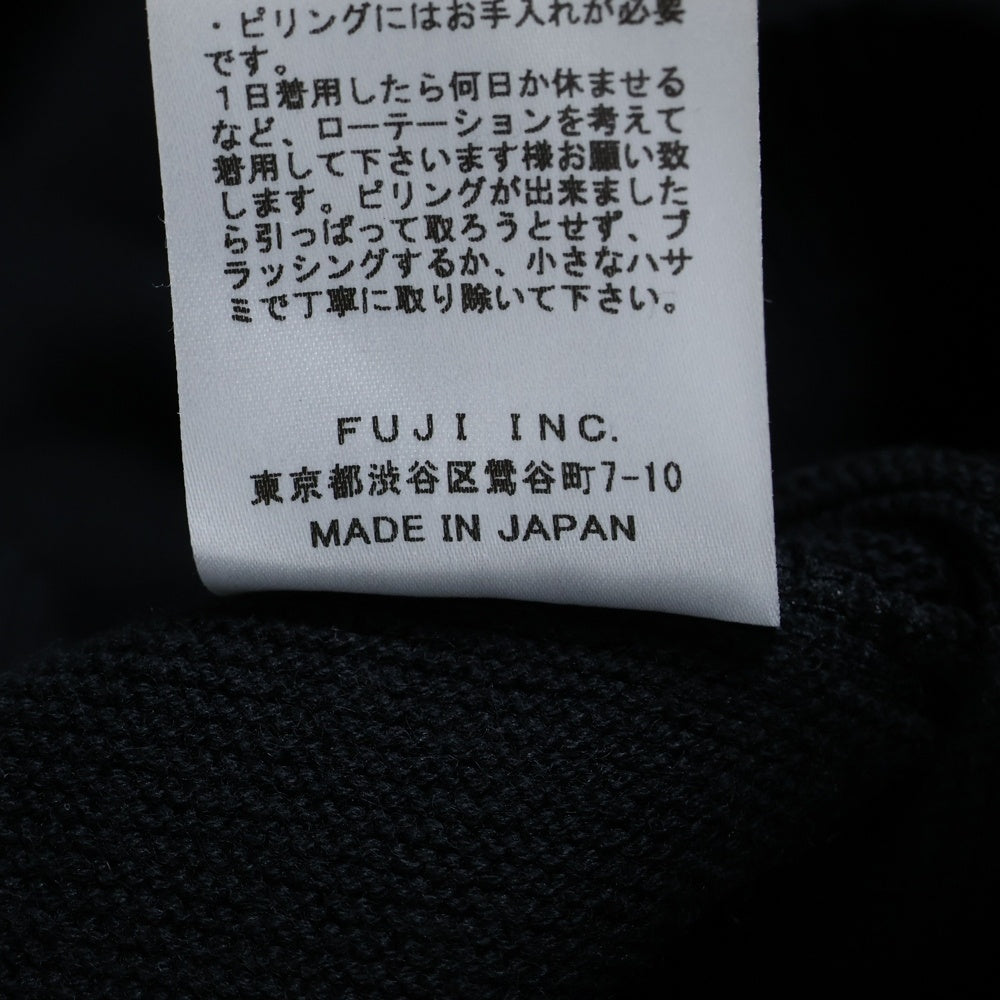 ・ピリングにはお手入れが必要
です。
1日着用したら何日か休ませる
など、ローテーションを考えて
着用して下さいます様お願い致
します。ピリングが出来ました
ら引っぱって取ろうとせず、ブ
ラッシングするか、小さなハサ
ミで丁寧に取り除いて下さい。
FUJI INC.
東京都渋谷区鶯谷町7-10
MADE IN JAPAN